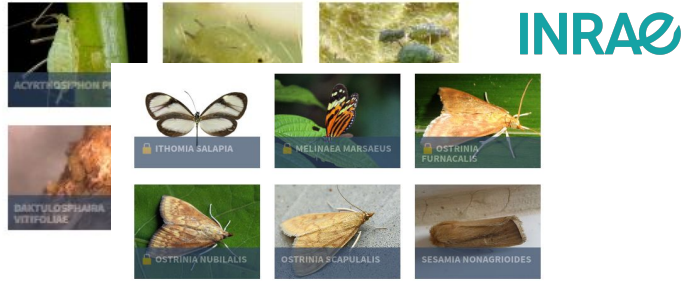 INRAE
ACYRTHOSIPHON
ITHOMIA SALAPIA
MELINAEA MARSAEUS
OSTRINIA
FURNACALIS
DAKTULOSPHAIRA
VITIFOLIAE
OSTRINIA NUBILALIS
OSTRINIA SCAPULALIS
SESAMIA NONAGRIOIDES